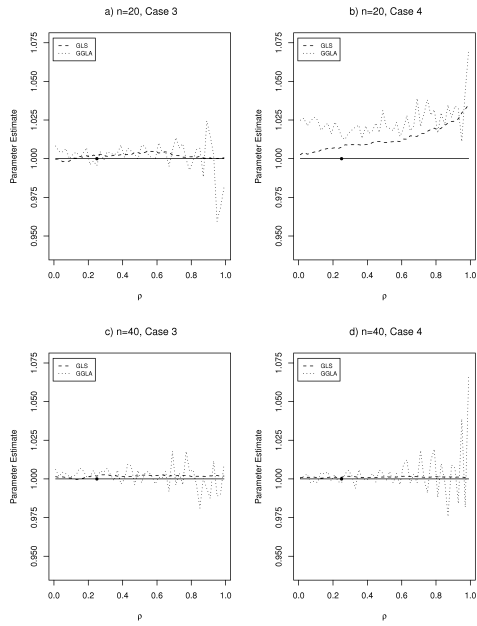 a) n=20, Case 3
GLS
GGLA
Parameter Estimate
0.950 0.975 1.000 1.025 1.050 1.075
0.0 0.2 0.4 0.6 0.8 1.0
ρ
b) n=20, Case 4
GLS
GGLA
Parameter Estimate
0.950 0.975 1.000 1.025 1.050 1.075
0.0 0.2 0.4 0.6 0.8 1.0
ρ
c) n=40, Case 3
GLS
GGLA
Parameter Estimate
0.950 0.975 1.000 1.025 1.050 1.075
0.0 0.2 0.4 0.6 0.8 1.0
ρ
d) n=40, Case 4
GLS
GGLA
Parameter Estimate
0.950 0.975 1.000 1.025 1.050 1.075
0.0 0.2 0.4 0.6 0.8 1.0
ρ